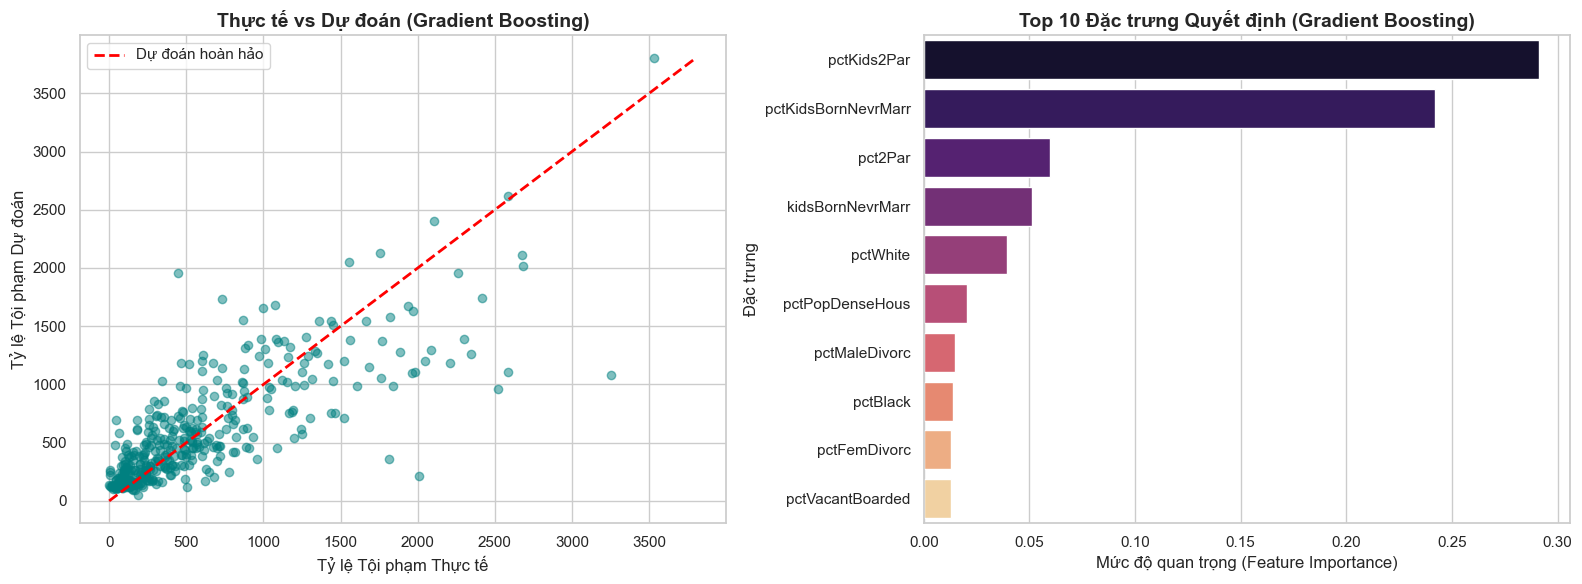 Thực tế vs Dự đoán (Gradient Boosting)
Dự đoán hoàn hảo
Tỷ lệ Tội phạm Dự đoán
3500
3000
2500
2000
1500
1000
500
0
0 500 1000 1500 2000 2500 3000 3500
Tỷ lệ Tội phạm Thực tế
Top 10 Đặc trưng Quyết định (Gradient Boosting)
Đặc trưng
pctKids2Par
pctKidsBornNevrMarr
pct2Par
kidsBornNevrMarr
pctWhite
pctPopDenseHous
pctMaleDivorc
pctBlack
pctFemDivorc
pctVacantBoarded
0.00 0.05 0.10 0.15 0.20 0.25 0.30
Mức độ quan trọng (Feature Importance)